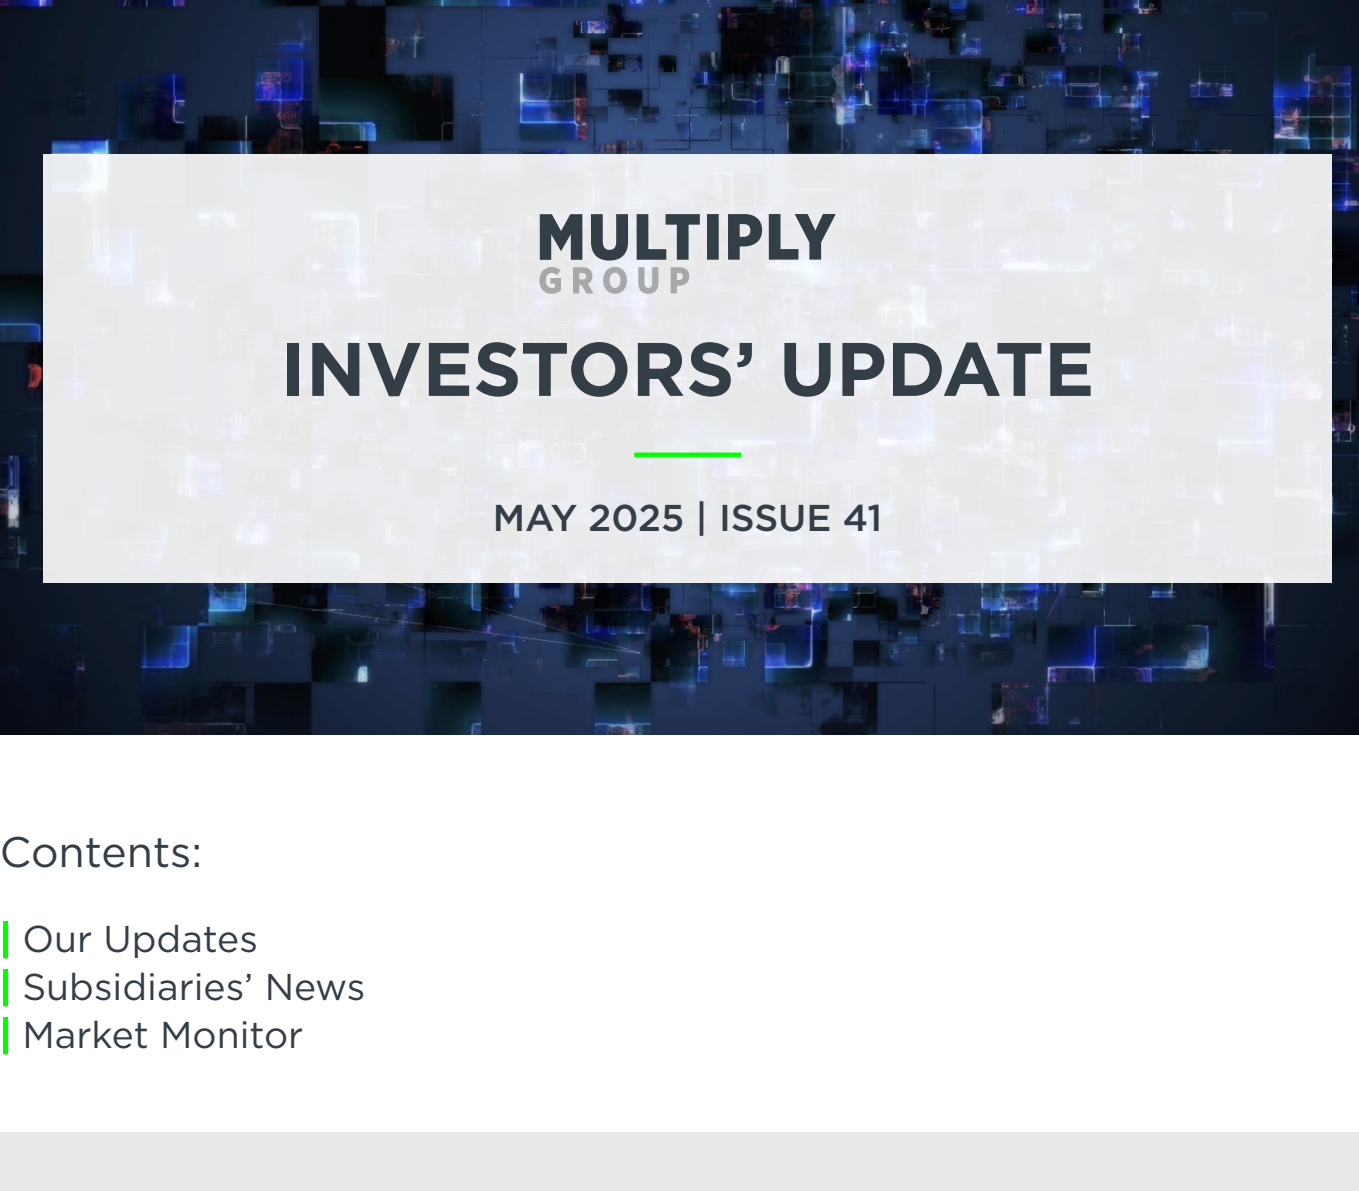 MULTIPLY
GROUP
INVESTORS’ UPDATE
MAY 2025 | ISSUE 41
Contents:
Our Updates
Subsidiaries’ News
Market Monitor